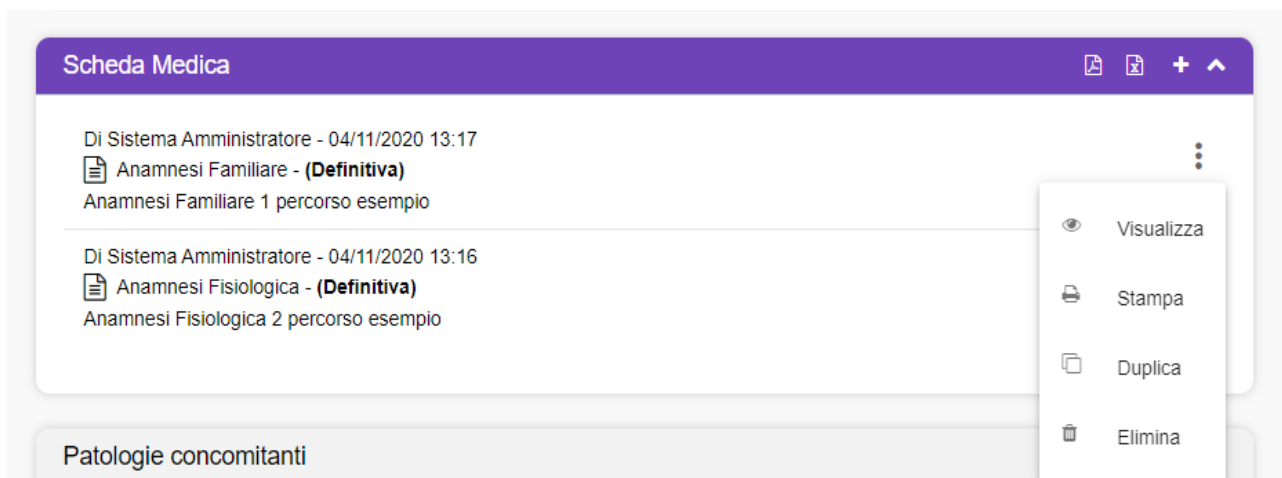 Scheda Medica
Di Sistema Amministratore - 04/11/2020 13:17
Anamnesi Familiare - (Definitiva)
Anamnesi Familiare 1 percorso esempio
Di Sistema Amministratore - 04/11/2020 13:16
Anamnesi Fisiologica - (Definitiva)
Anamnesi Fisiologica 2 percorso esempio
Visualizza
Stampa
Duplica
Elimina
Patologie concomitanti